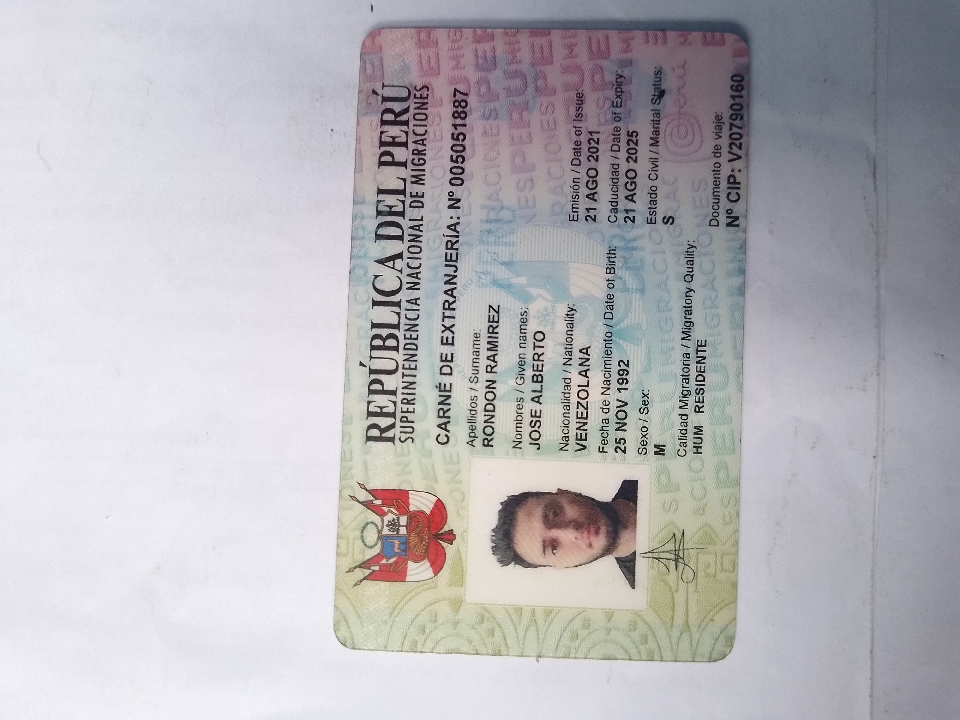 REPÚBLICA DEL PERÚ
SUPERINTENDENCIA NACIONAL DE MIGRACIONES
CARNÉ DE EXTRANJERÍA: N° 005051887
Apellidos / Surname:
RONDON RAMIREZ
Nombres / Given names:
JOSE ALBERTO
Nacionalidad / Nationality:
VENEZOLANA
Fecha de Nacimiento / Date of Birth:
25 NOV 1992
Sexo / Sex:
M
Calidad Migratoria / Migratory Quality:
HUM RESIDENTE
Emisión / Date of Issue:
21 AGO 2021
Caducidad / Date of Expiry:
21 AGO 2025
Estado Civil / Marital Status:
S
Documento de viaje:
N° CIP: V20790160